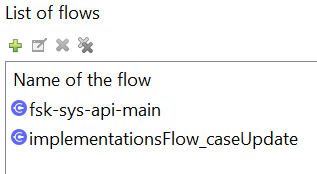 List of flows
Name of the flow
fsk-sys-api-main
implementationsFlow_caseUpdate